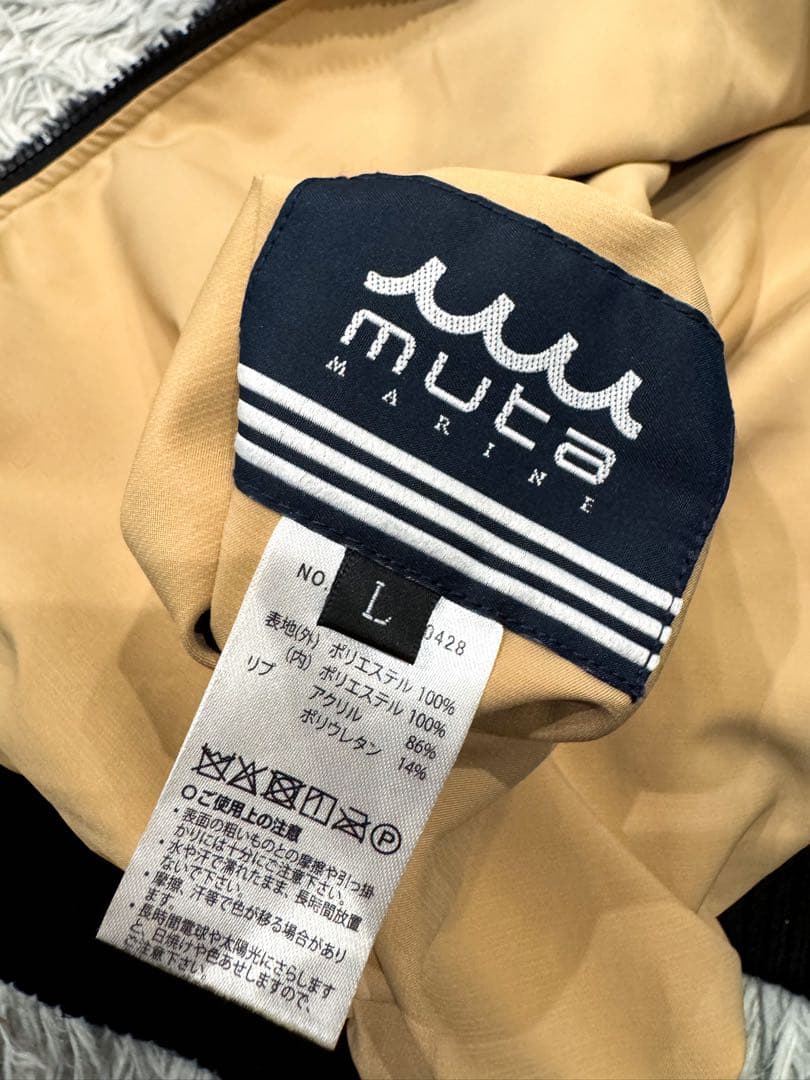 muta
MARINE
L
NO. 0428
表地(外) ポリエステル 100%
(内) ポリエステル 100%
リブ アクリル 86%
ポリウレタン 14%
P
○ご使用上の注意
・表面の粗いものとの摩擦や引っ掛
かりには十分にご注意下さい。
・水や汗で濡れたまま、長時間放置
ないで下さい。
・摩擦、汗等で色が移る場合があり
ます。
・長時間電球や太陽光にさらします
と、日焼けや色あせしますので、
ご注意下さい。